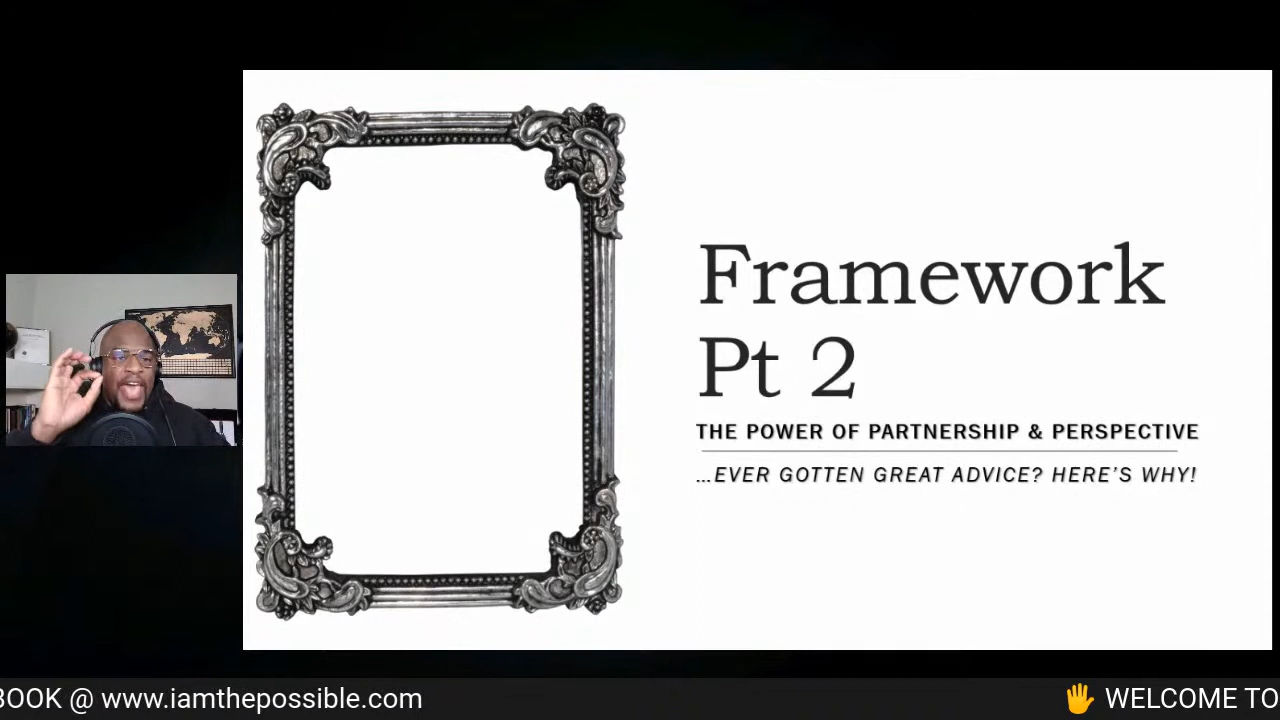 Framework
Pt 2
THE POWER OF PARTNERSHIP & PERSPECTIVE
...EVER GOTTEN GREAT ADVICE? HERE'S WHY!
BOOK @ www.iamthepossible.com
🖐 WELCOME TO